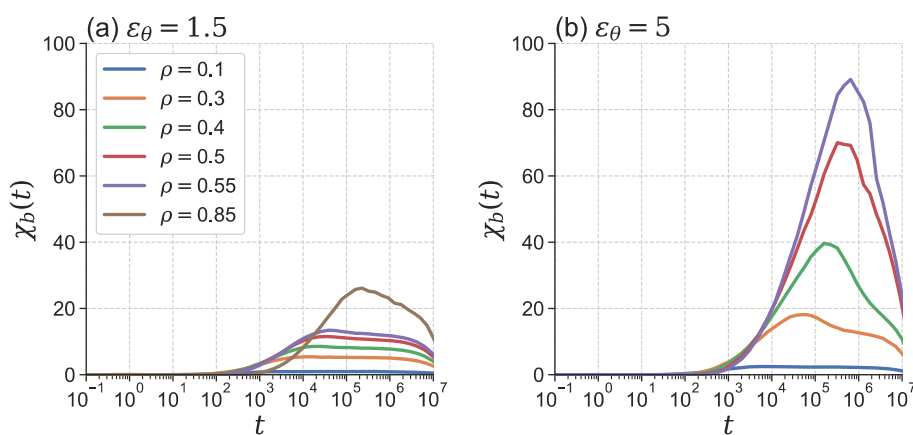 (a) εθ = 1.5
100
80
60
40
20
0
χb(t)
ρ = 0.1
ρ = 0.3
ρ = 0.4
ρ = 0.5
ρ = 0.55
ρ = 0.85
10⁻¹ 10⁰ 10¹ 10² 10³ 10⁴ 10⁵ 10⁶ 10⁷
t
(b) εθ = 5
100
80
60
40
20
0
χb(t)
10⁻¹ 10⁰ 10¹ 10² 10³ 10⁴ 10⁵ 10⁶ 10⁷
t